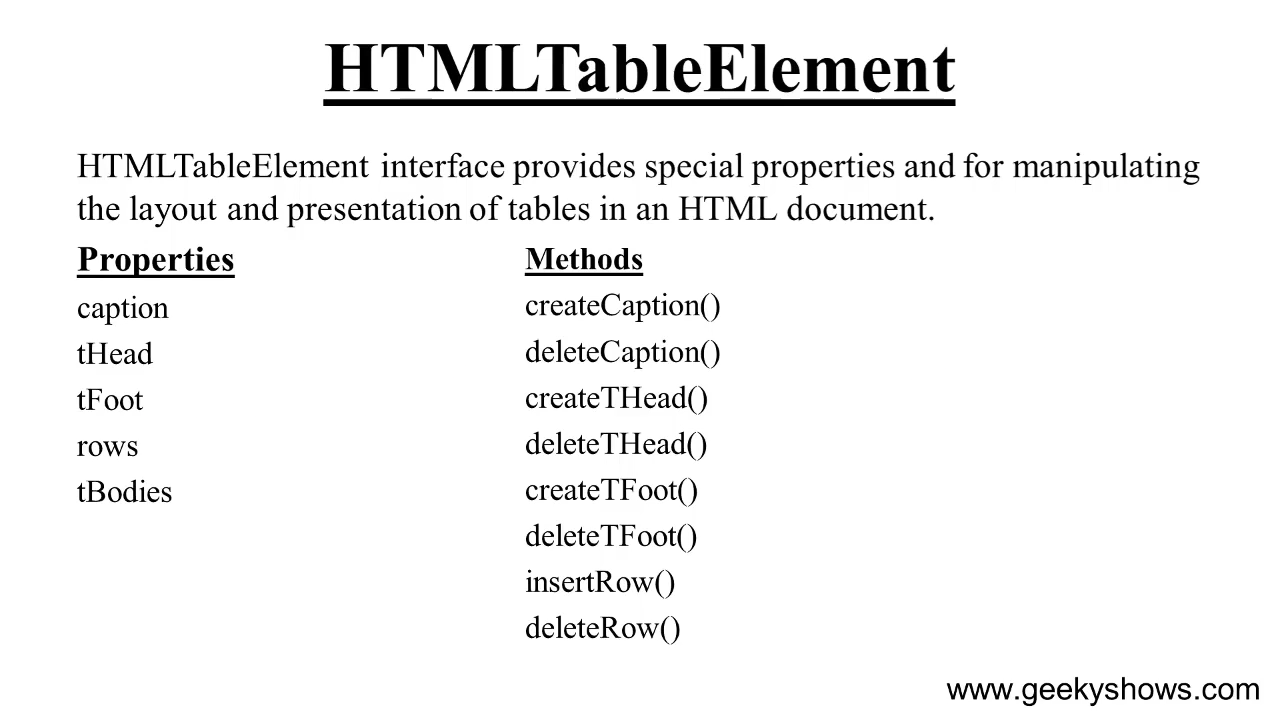 HTMLTableElement
HTMLTableElement interface provides special properties and for manipulating
the layout and presentation of tables in an HTML document.
Properties
caption
tHead
tFoot
rows
tBodies
Methods
createCaption()
deleteCaption()
createTHead()
deleteTHead()
createTFoot()
deleteTFoot()
insertRow()
deleteRow()
www.geekyshows.com